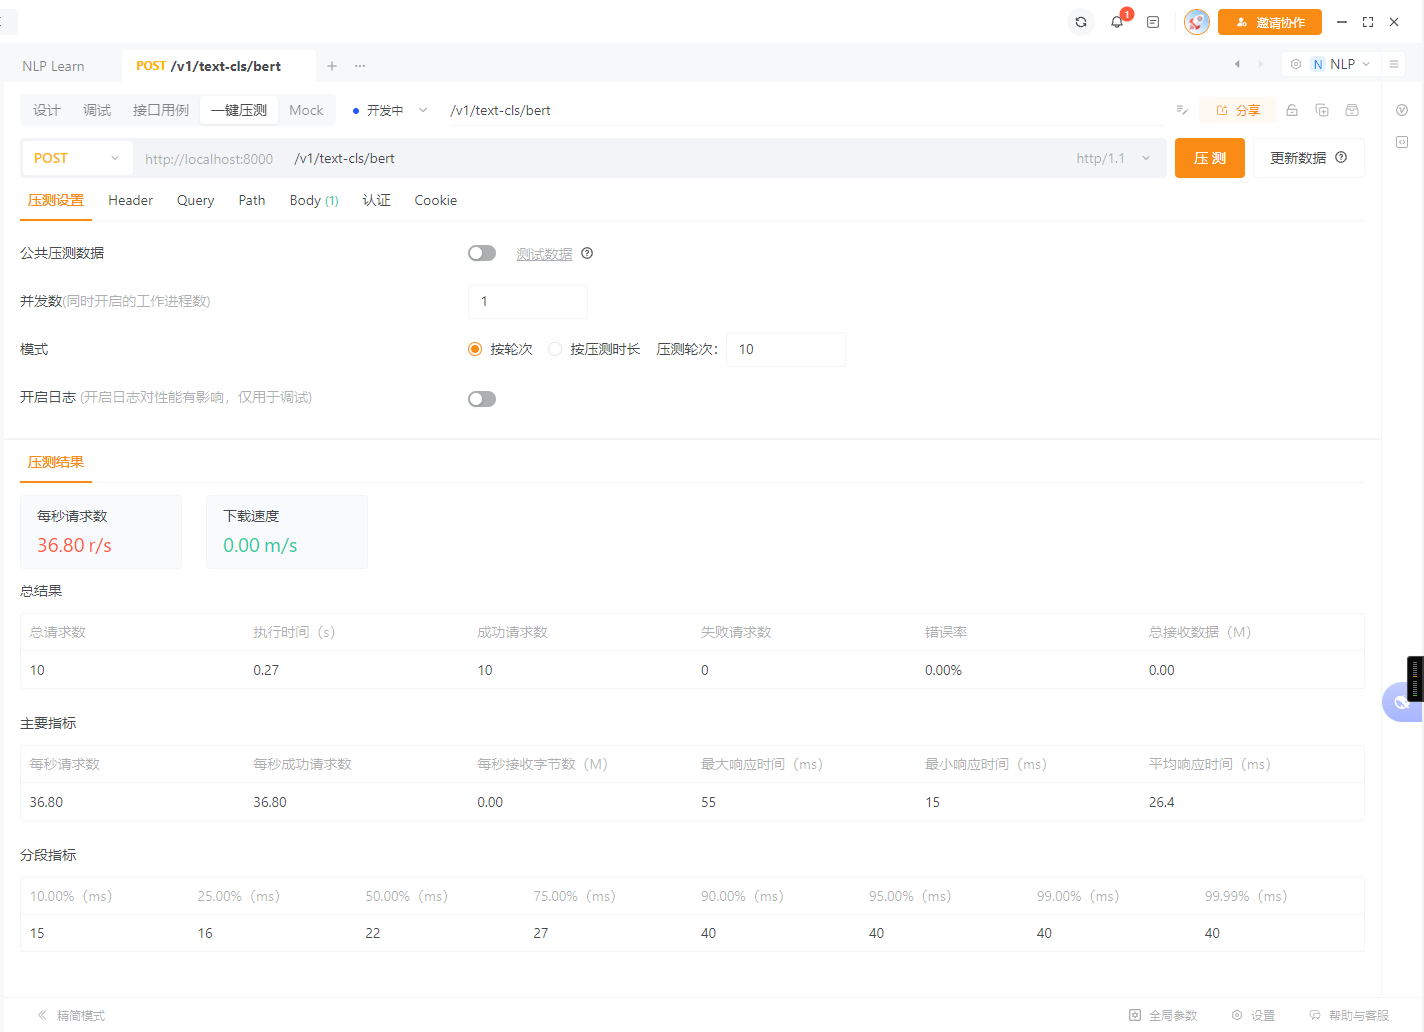 1
邀请协作
NLP Learn
POST /v1/text-cls/bert
N NLP
设计 调试 接口用例 一键压测 Mock 开发中 /v1/text-cls/bert
分享
POST http://localhost:8000 /v1/text-cls/bert http/1.1 压 测 更新数据
压测设置 Header Query Path Body (1) 认证 Cookie
公共压测数据 测试数据
并发数(同时开启的工作进程数) 1
模式 按轮次 按压测时长 压测轮次: 10
开启日志 (开启日志对性能有影响，仅用于调试)
压测结果
每秒请求数 下载速度
36.80 r/s 0.00 m/s
总结果
总请求数 执行时间（s） 成功请求数 失败请求数 错误率 总接收数据（M）
10 0.27 10 0 0.00% 0.00
主要指标
每秒请求数 每秒成功请求数 每秒接收字节数（M） 最大响应时间（ms） 最小响应时间（ms） 平均响应时间（ms）
36.80 36.80 0.00 55 15 26.4
分段指标
10.00%（ms） 25.00%（ms） 50.00%（ms） 75.00%（ms） 90.00%（ms） 95.00%（ms） 99.00%（ms） 99.99%（ms）
15 16 22 27 40 40 40 40
精简模式 全局参数 设置 帮助与客服